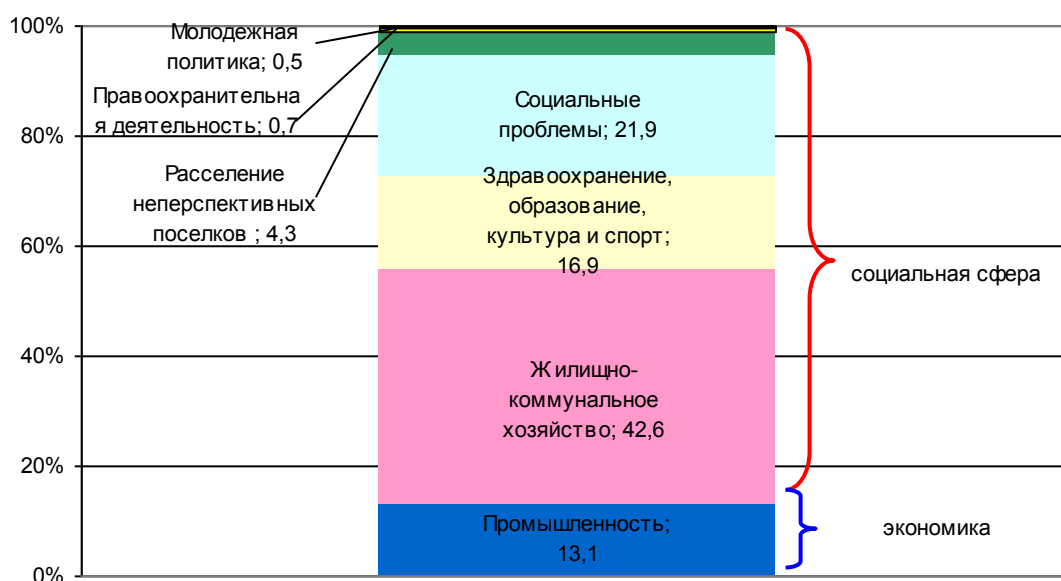 100%
80%
60%
40%
20%
0%
Молодежная
политика; 0,5
Правоохранительна
я деятельность; 0,7
Расселение
неперспективных
поселков ; 4,3
Социальные
проблемы; 21,9
Здравоохранение,
образование,
культура и спорт;
16,9
Жилищно-
коммунальное
хозяйство; 42,6
Промышленность;
13,1
социальная сфера
экономика